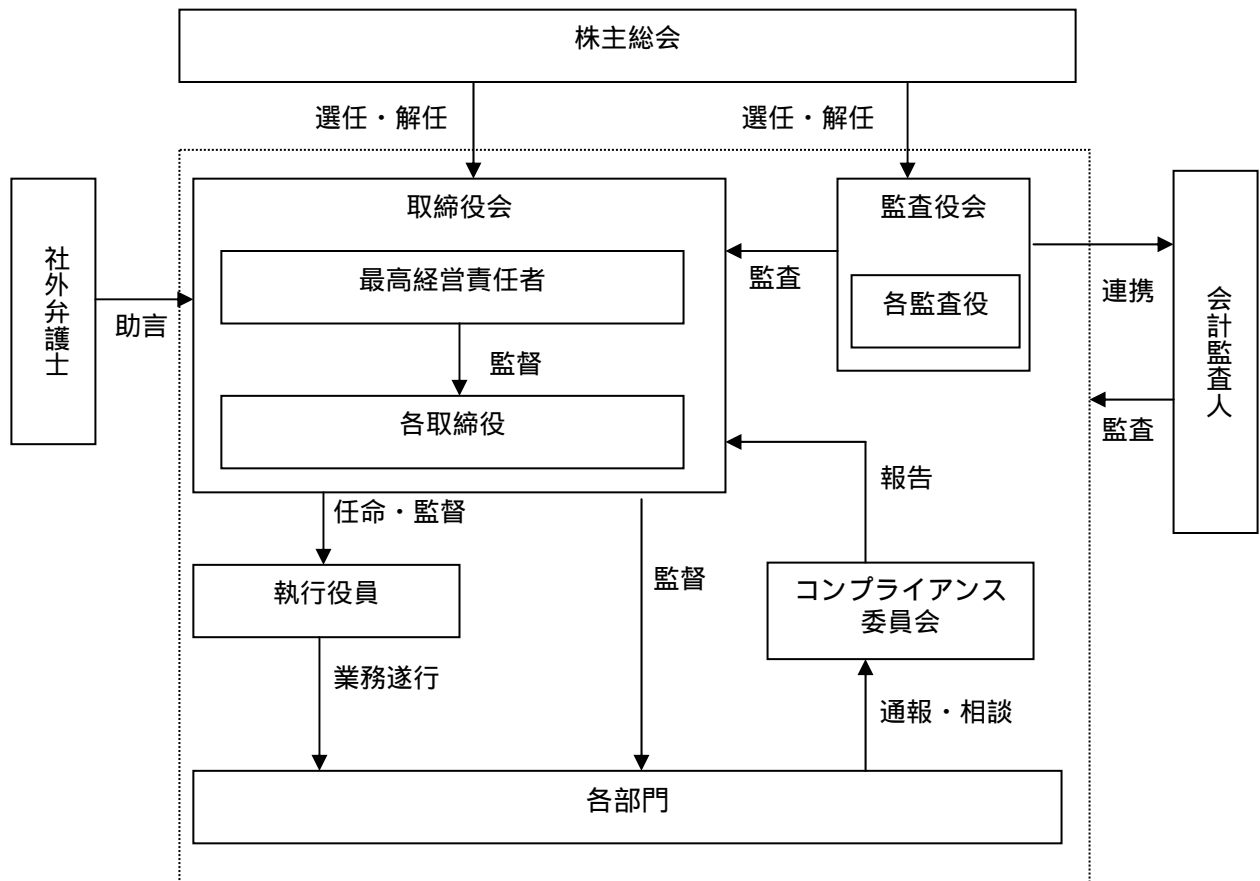 株主総会
選任・解任
選任・解任
取締役会
監査役会
社外弁護士
助言
最高経営責任者
監督
各取締役
監査
各監査役
連携
会計監査人
監査
報告
任命・監督
執行役員
監督
コンプライアンス
委員会
業務遂行
通報・相談
各部門